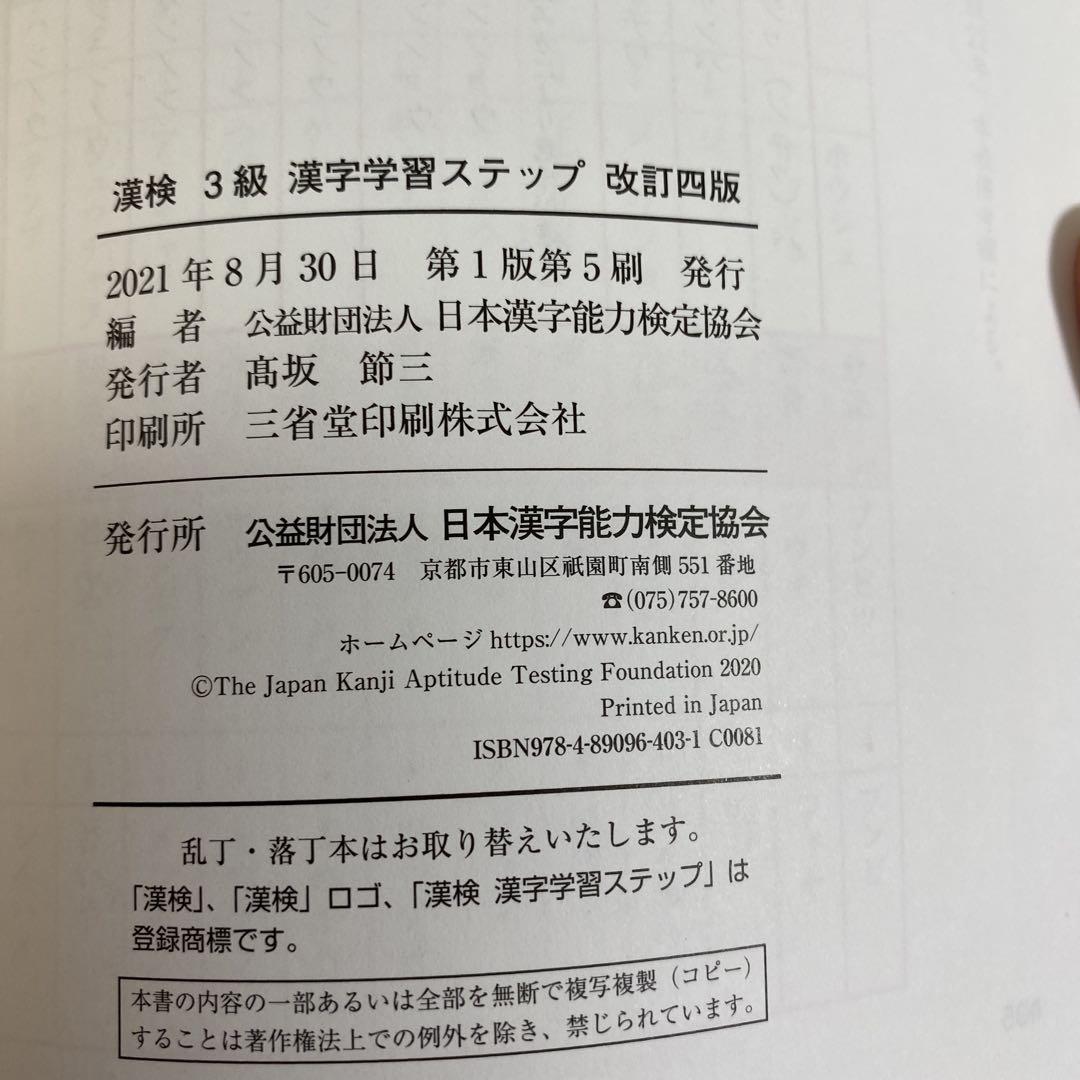 漢検 3級 漢字学習ステップ 改訂四版
2021年8月30日 第1版第5刷 発行
編 者 公益財団法人 日本漢字能力検定協会
発行者 髙坂 節三
印刷所 三省堂印刷株式会社
発行所 公益財団法人 日本漢字能力検定協会
〒605-0074 京都市東山区祇園町南側551番地
☎(075)757-8600
ホームページhttps://www.kanken.or.jp/
©The Japan Kanji Aptitude Testing Foundation 2020
Printed in Japan
ISBN978-4-89096-403-1 C0081
乱丁・落丁本はお取り替えいたします。
「漢検」、「漢検」ロゴ、「漢検 漢字学習ステップ」は
登録商標です。
本書の内容の一部あるいは全部を無断で複写複製（コピー）
することは著作権法上での例外を除き、禁じられています。